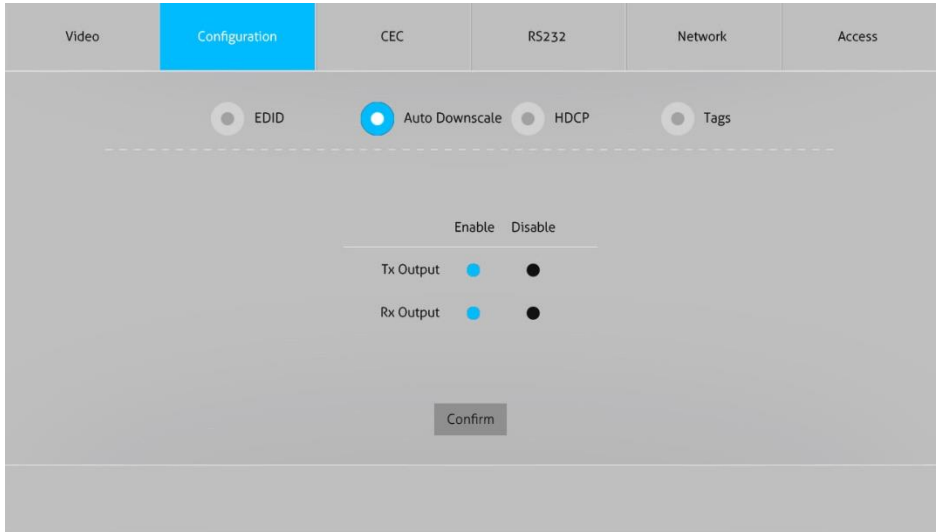 Video Configuration CEC RS232 Network Access
EDID Auto Downscale HDCP Tags
Enable Disable
Tx Output
Rx Output
Confirm